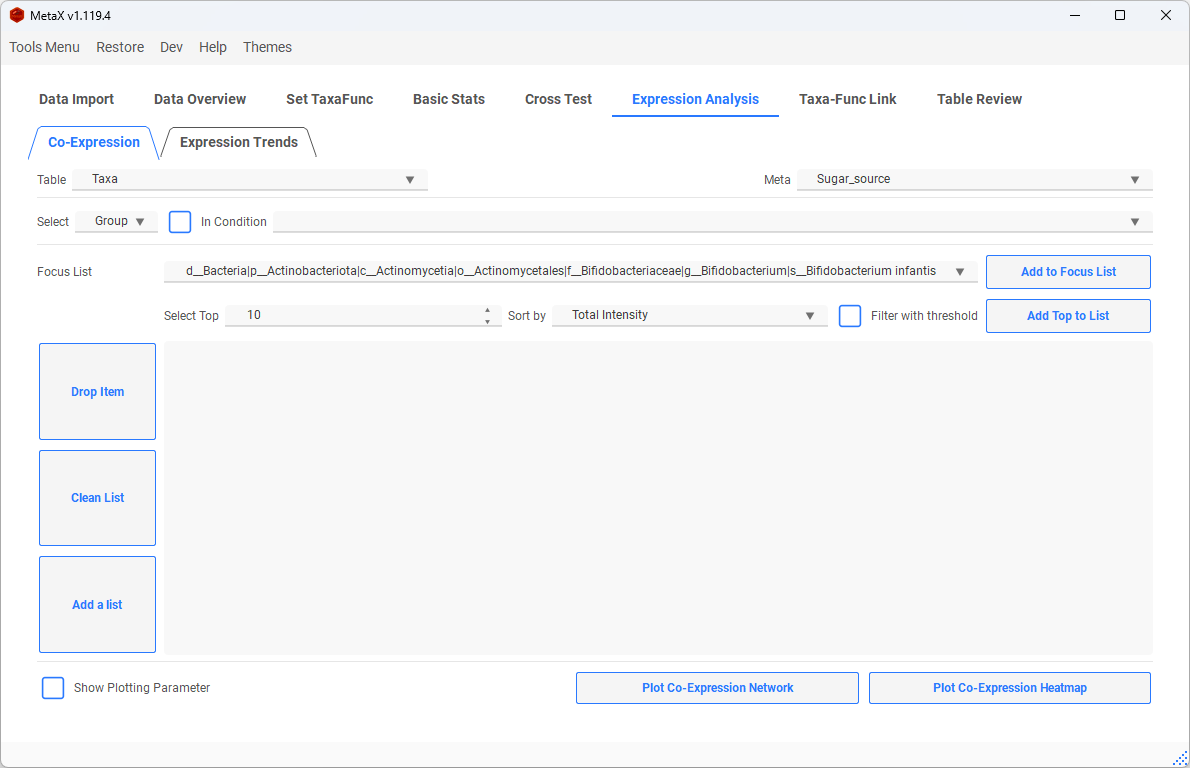 MetaX v1.119.4
Tools Menu Restore Dev Help Themes
Data Import Data Overview Set TaxaFunc Basic Stats Cross Test Expression Analysis Taxa-Func Link Table Review
Co-Expression Expression Trends
Table Taxa Meta Sugar_source
Select Group In Condition
Focus List d__Bacteria|p__Actinobacteriota|c__Actinomycetia|o__Actinomycetales|f__Bifidobacteriaceae|g__Bifidobacterium|s__Bifidobacterium infantis Add to Focus List
Select Top 10 Sort by Total Intensity Filter with threshold Add Top to List
Drop Item
Clean List
Add a list
Show Plotting Parameter Plot Co-Expression Network Plot Co-Expression Heatmap